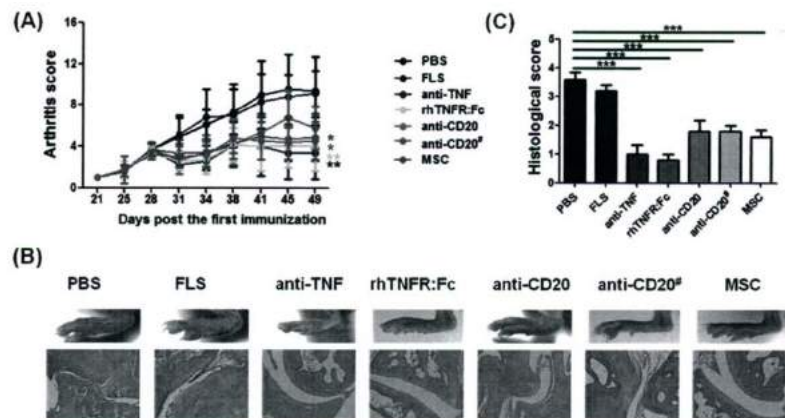 (A)
Arthritis score
16
12
8
4
0
21 25 28 31 34 38 41 45 49
Days post the first immunization
*
*
**
**
PBS
FLS
anti-TNF
rhTNFR:Fc
anti-CD20
anti-CD20#
MSC
(C)
Histological score
5
4
3
2
1
0
***
***
***
***
***
PBS
FLS
anti-TNF
rhTNFR:Fc
anti-CD20
anti-CD20#
MSC
(B)
PBS FLS anti-TNF rhTNFR:Fc anti-CD20 anti-CD20# MSC